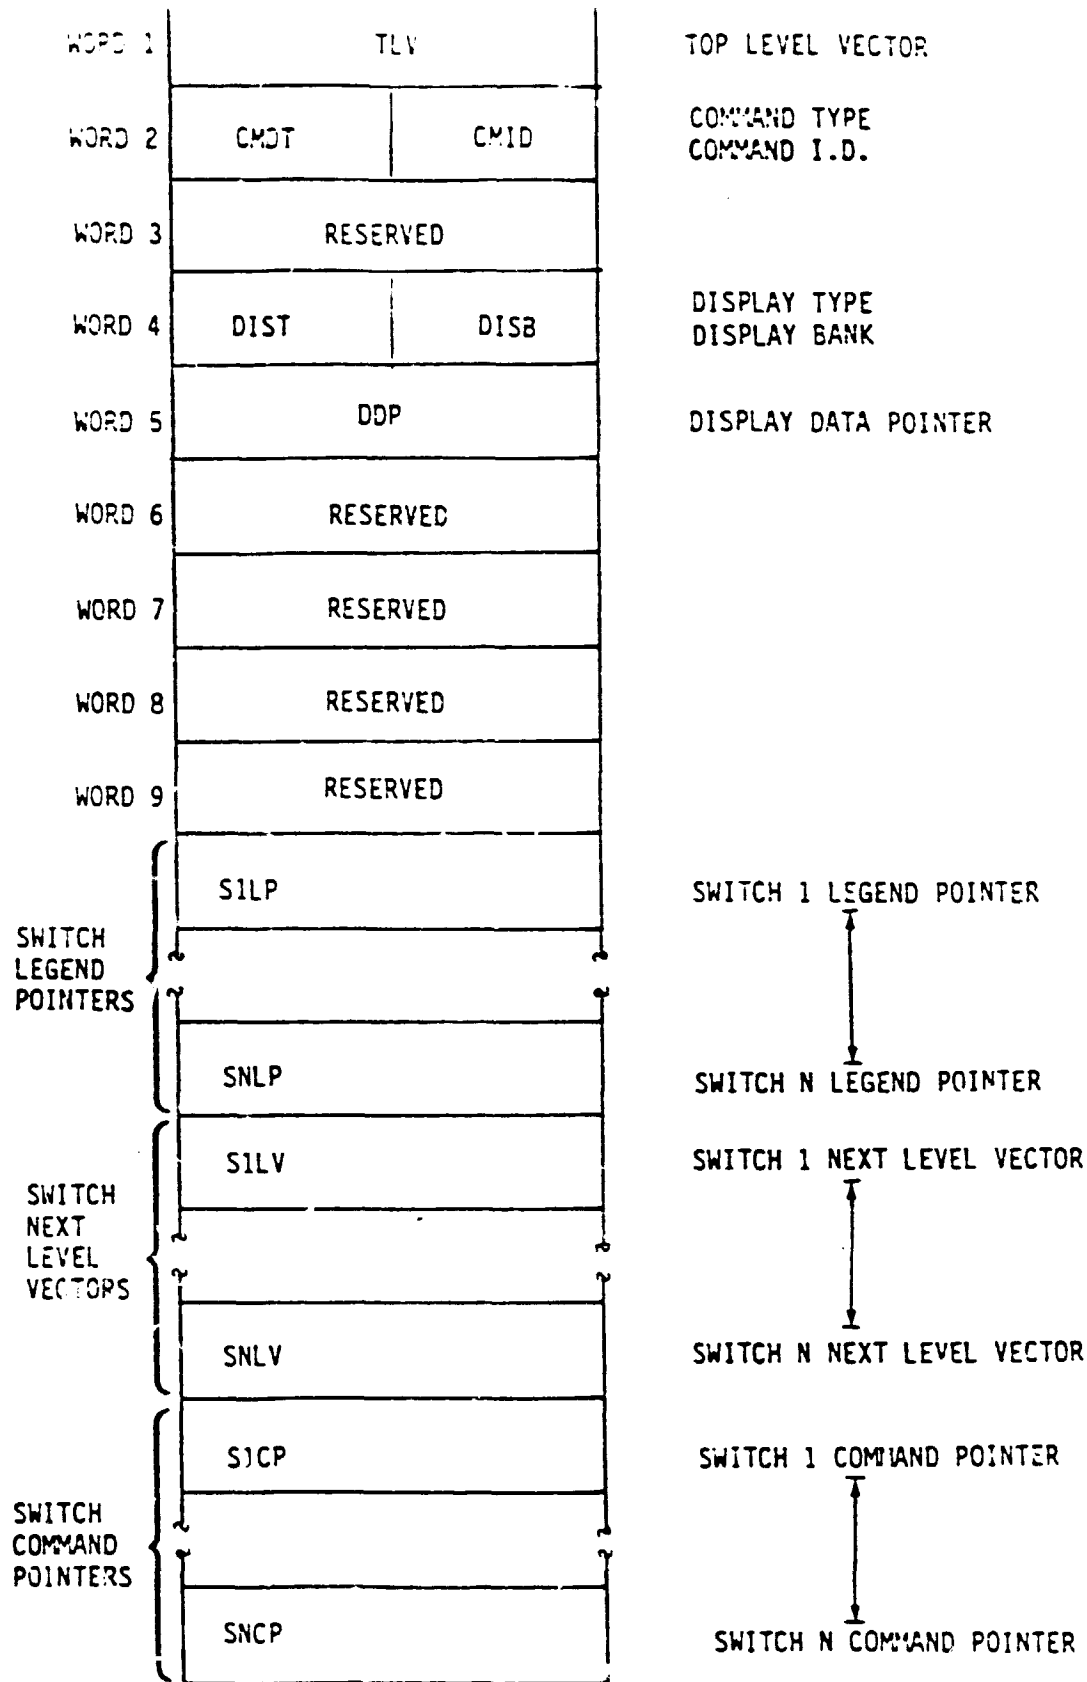 WORD 1 TLV TOP LEVEL VECTOR
COMMAND TYPE
WORD 2 CMDT CMID
COMMAND I.D.
WORD 3 RESERVED
DISPLAY TYPE
WORD 4 DIST DISB
DISPLAY BANK
WORD 5 DDP DISPLAY DATA POINTER
WORD 6 RESERVED
WORD 7 RESERVED
WORD 8 RESERVED
WORD 9 RESERVED
S1LP SWITCH 1 LEGEND POINTER
SWITCH
LEGEND
POINTERS
SNLP SWITCH N LEGEND POINTER
S1LV SWITCH 1 NEXT LEVEL VECTOR
SWITCH
NEXT
LEVEL
VECTORS
SNLV SWITCH N NEXT LEVEL VECTOR
S1CP SWITCH 1 COMMAND POINTER
SWITCH
COMMAND
POINTERS
SNCP SWITCH N COMMAND POINTER